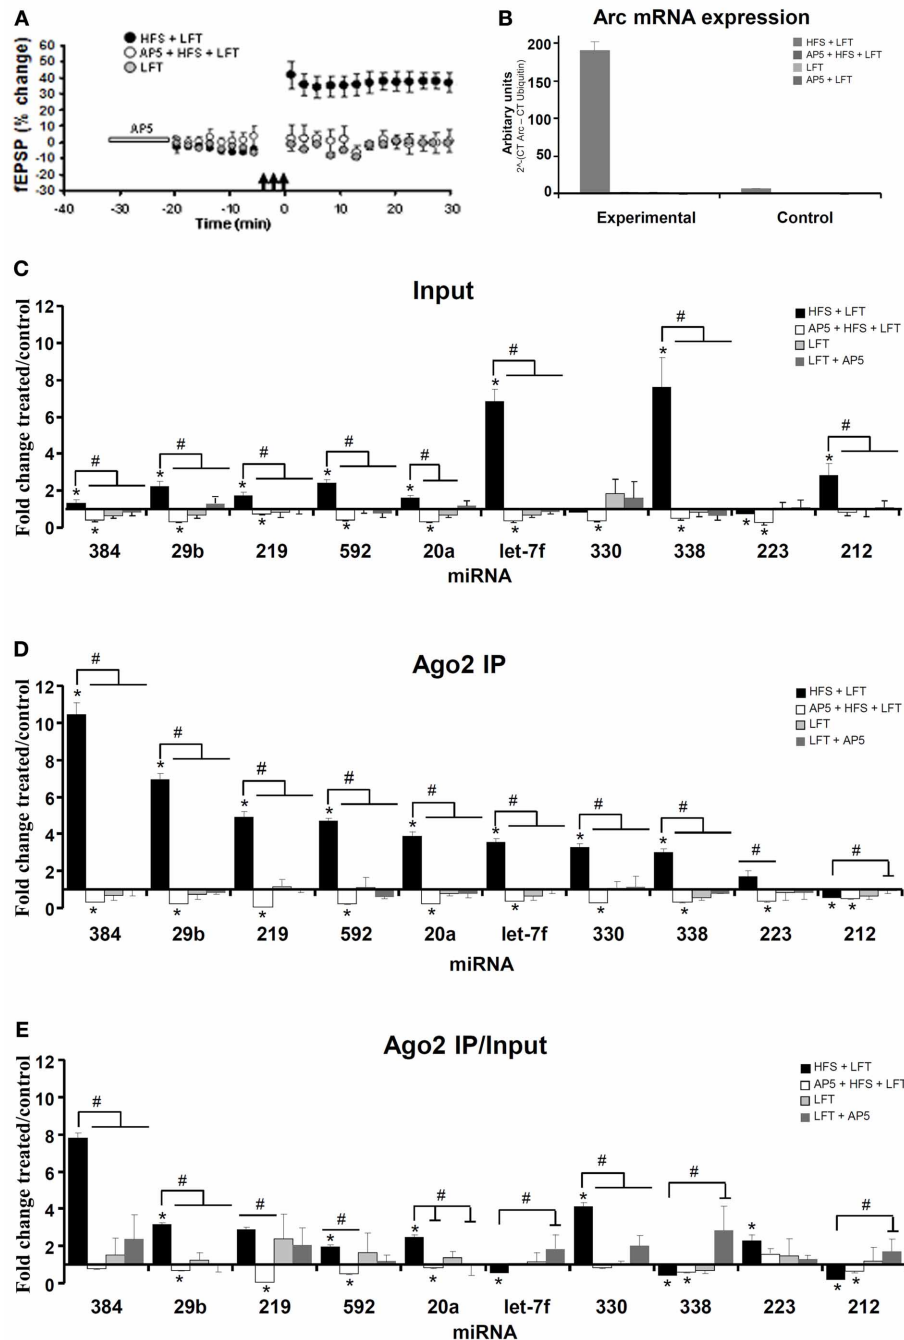 A
HFS + LFT
AP5 + HFS + LFT
LFT
fEPSP (% change)
60
50
40
30
20
10
0
-10
-20
-30
AP5
-40 -30 -20 -10 0 10 20 30
Time (min)
B
Arc mRNA expression
Arbitary units
2^-(CT Arc – CT Ubiquitin)
200
150
100
50
0
HFS + LFT
AP5 + HFS + LFT
LFT
AP5 + LFT
Experimental Control
C
Input
Fold change treated/control
12
10
8
6
4
2
0
HFS + LFT
AP5 + HFS + LFT
LFT
LFT + AP5
# # # # # # # #
* * * * * * * *
* * * * * * * *
384 29b 219 592 20a let-7f 330 338 223 212
miRNA
D
Ago2 IP
Fold change treated/control
12
10
8
6
4
2
0
HFS + LFT
AP5 + HFS + LFT
LFT
LFT + AP5
# # # # # # # # # #
* * * * * * * *
* * * * * * * * * * *
384 29b 219 592 20a let-7f 330 338 223 212
miRNA
E
Ago2 IP/Input
Fold change treated/control
12
10
8
6
4
2
0
HFS + LFT
AP5 + HFS + LFT
LFT
LFT + AP5
# # # # # # # # #
* * * * *
* * * * * * * * *
384 29b 219 592 20a let-7f 330 338 223 212
miRNA